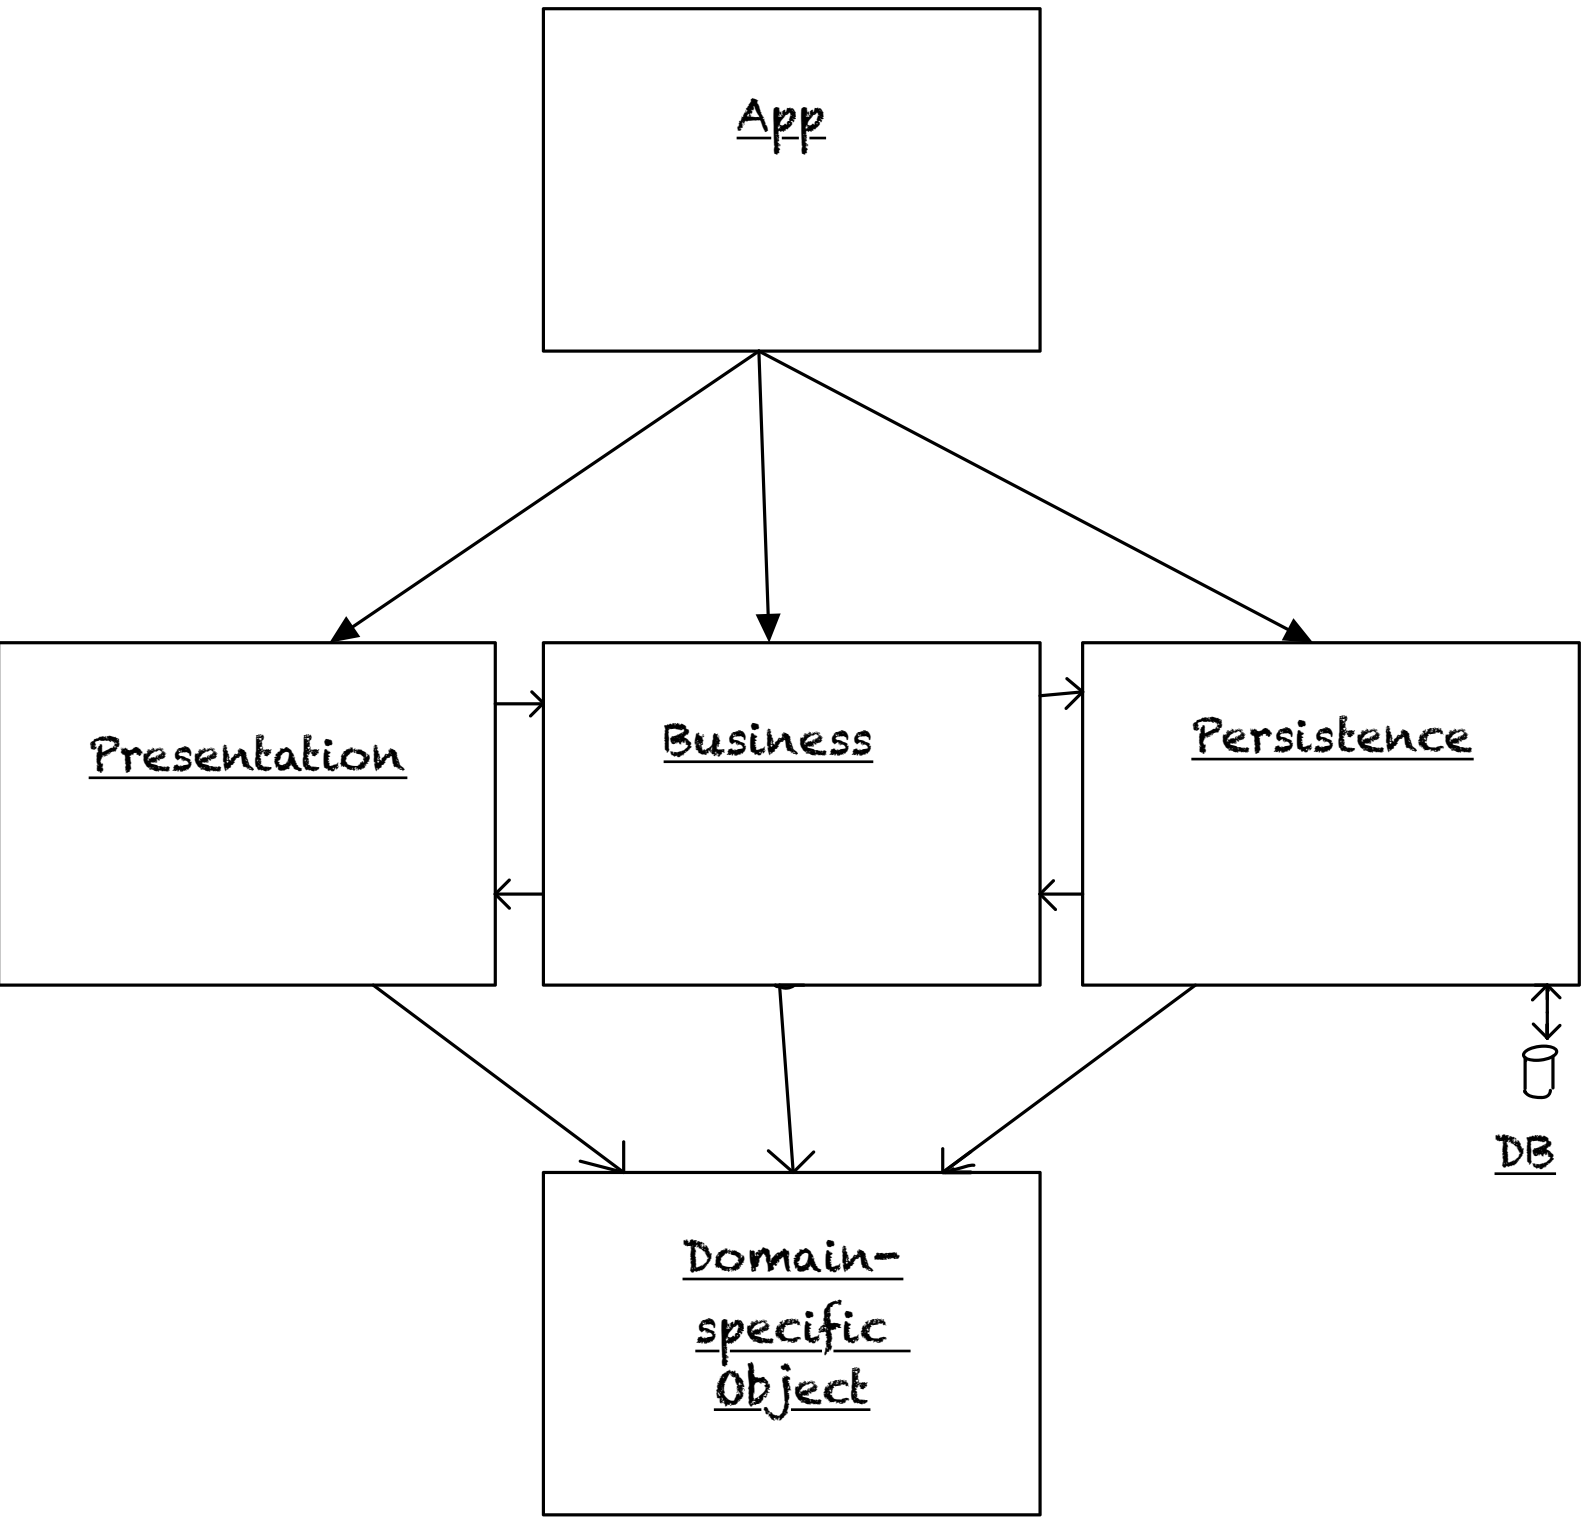 App
Presentation
Business
Persistence
DB
Domain-
specific
Object